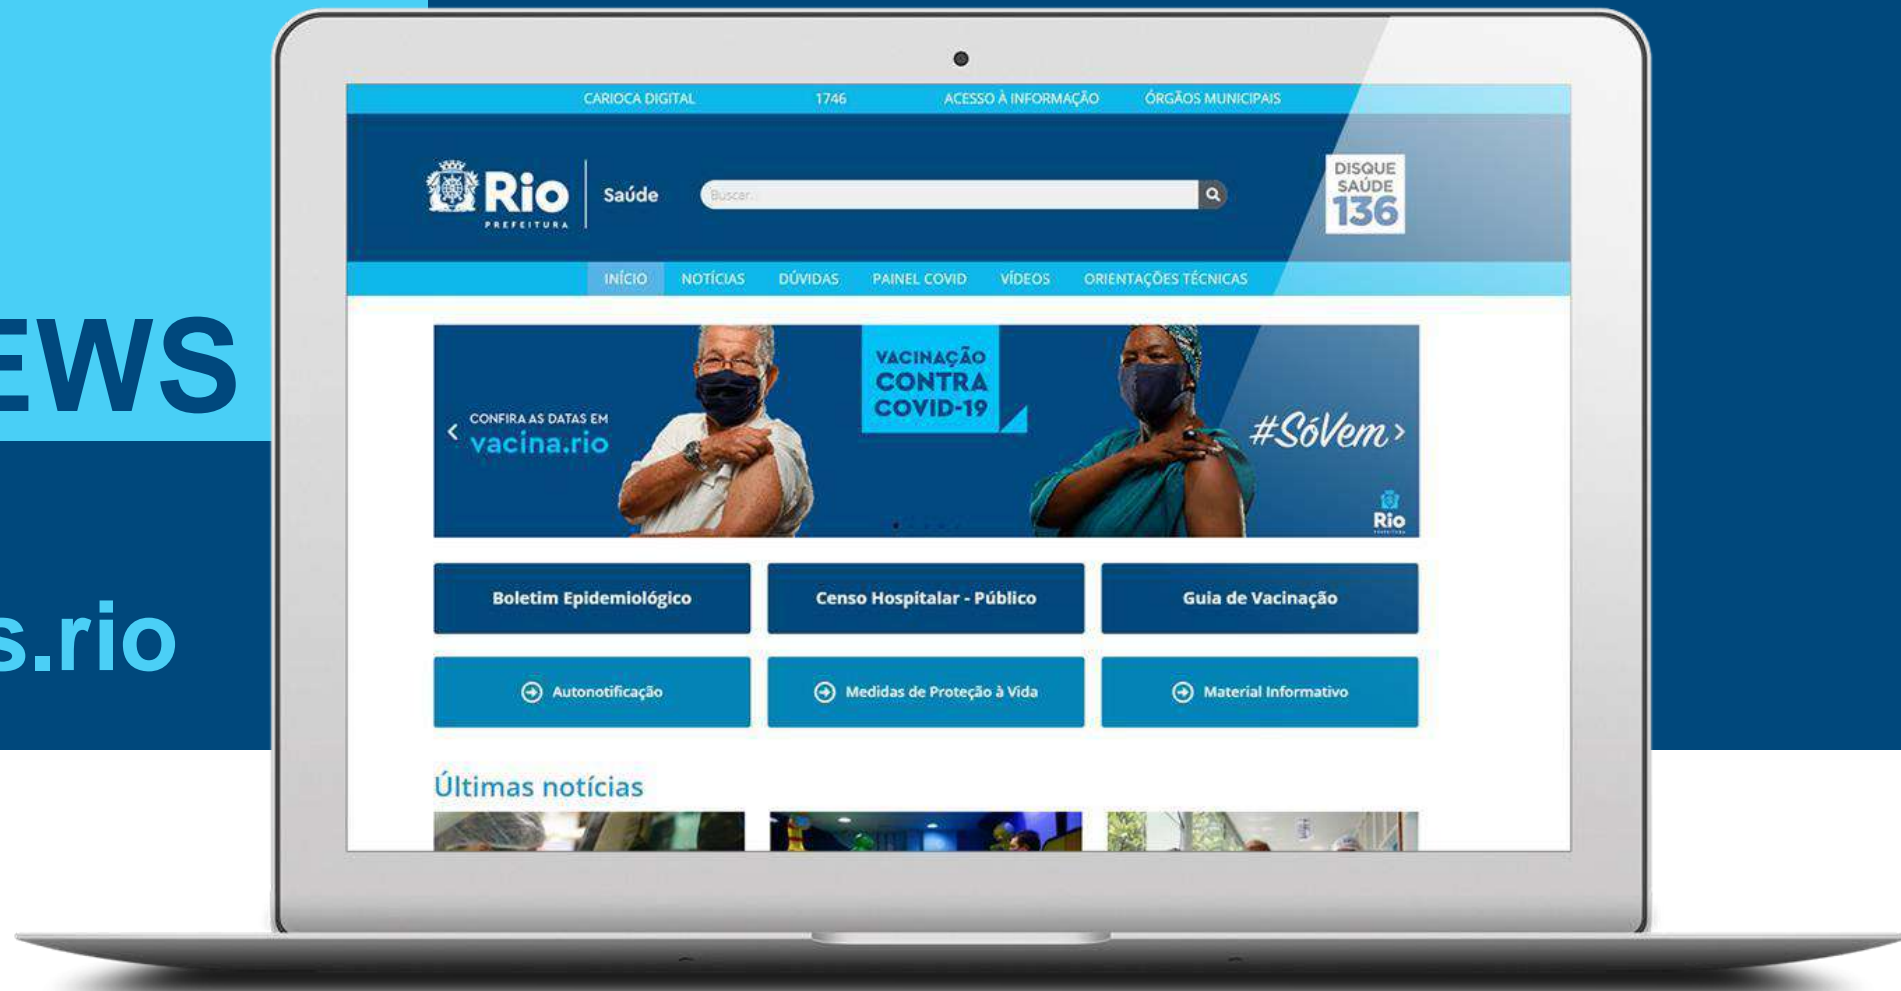 CARIOCA DIGITAL 1746 ACESSO À INFORMAÇÃO ÓRGÃOS MUNICIPAIS
Rio
PREFEITURA
Saúde
Buscar...
DISQUE
SAÚDE
136
INÍCIO NOTÍCIAS DÚVIDAS PAINEL COVID VÍDEOS ORIENTAÇÕES TÉCNICAS
EWS
CONFIRA AS DATAS EM
vacina.rio
VACINAÇÃO
CONTRA
COVID-19
#SóVem
Rio
PREFEITURA
Boletim Epidemiológico Censo Hospitalar - Público Guia de Vacinação
s.rio
Autonotificação Medidas de Proteção à Vida Material Informativo
Últimas notícias